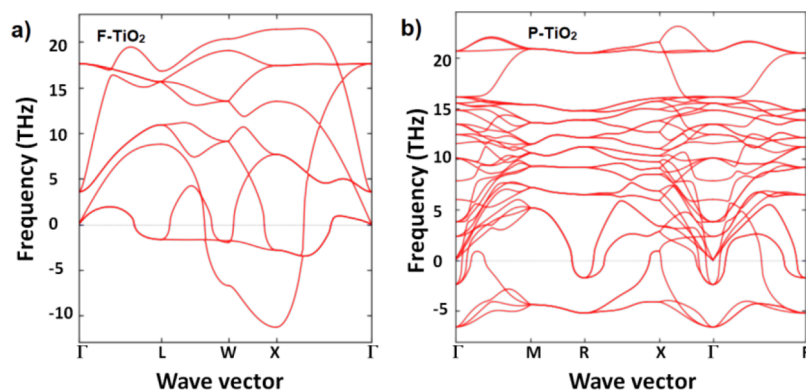 a)
F-TiO₂
Frequency (THz)
20
15
10
5
0
-5
-10
Γ L W X Γ
Wave vector
b)
P-TiO₂
Frequency (THz)
20
15
10
5
0
-5
Γ M R X Γ
Wave vector